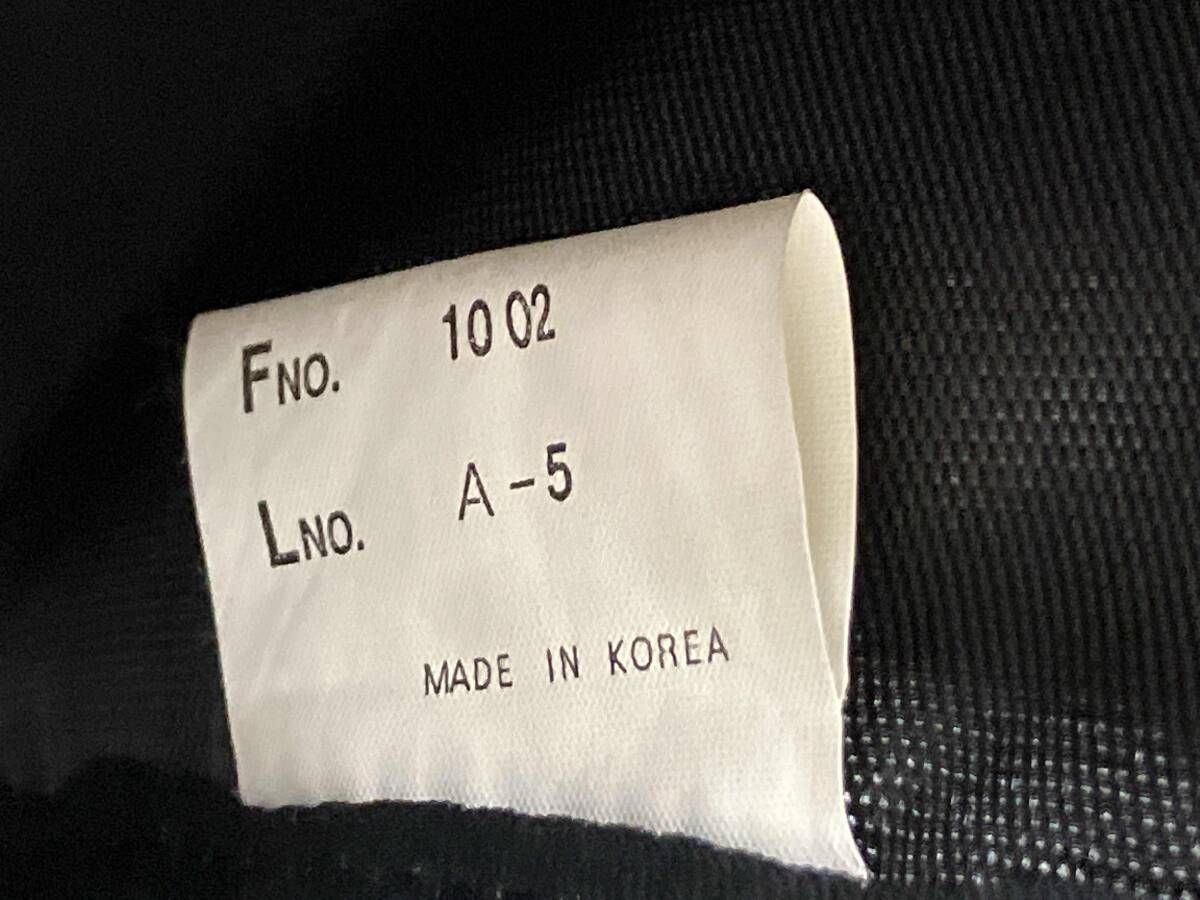 FNO. 1002
LNO. A-5
MADE IN KOREA